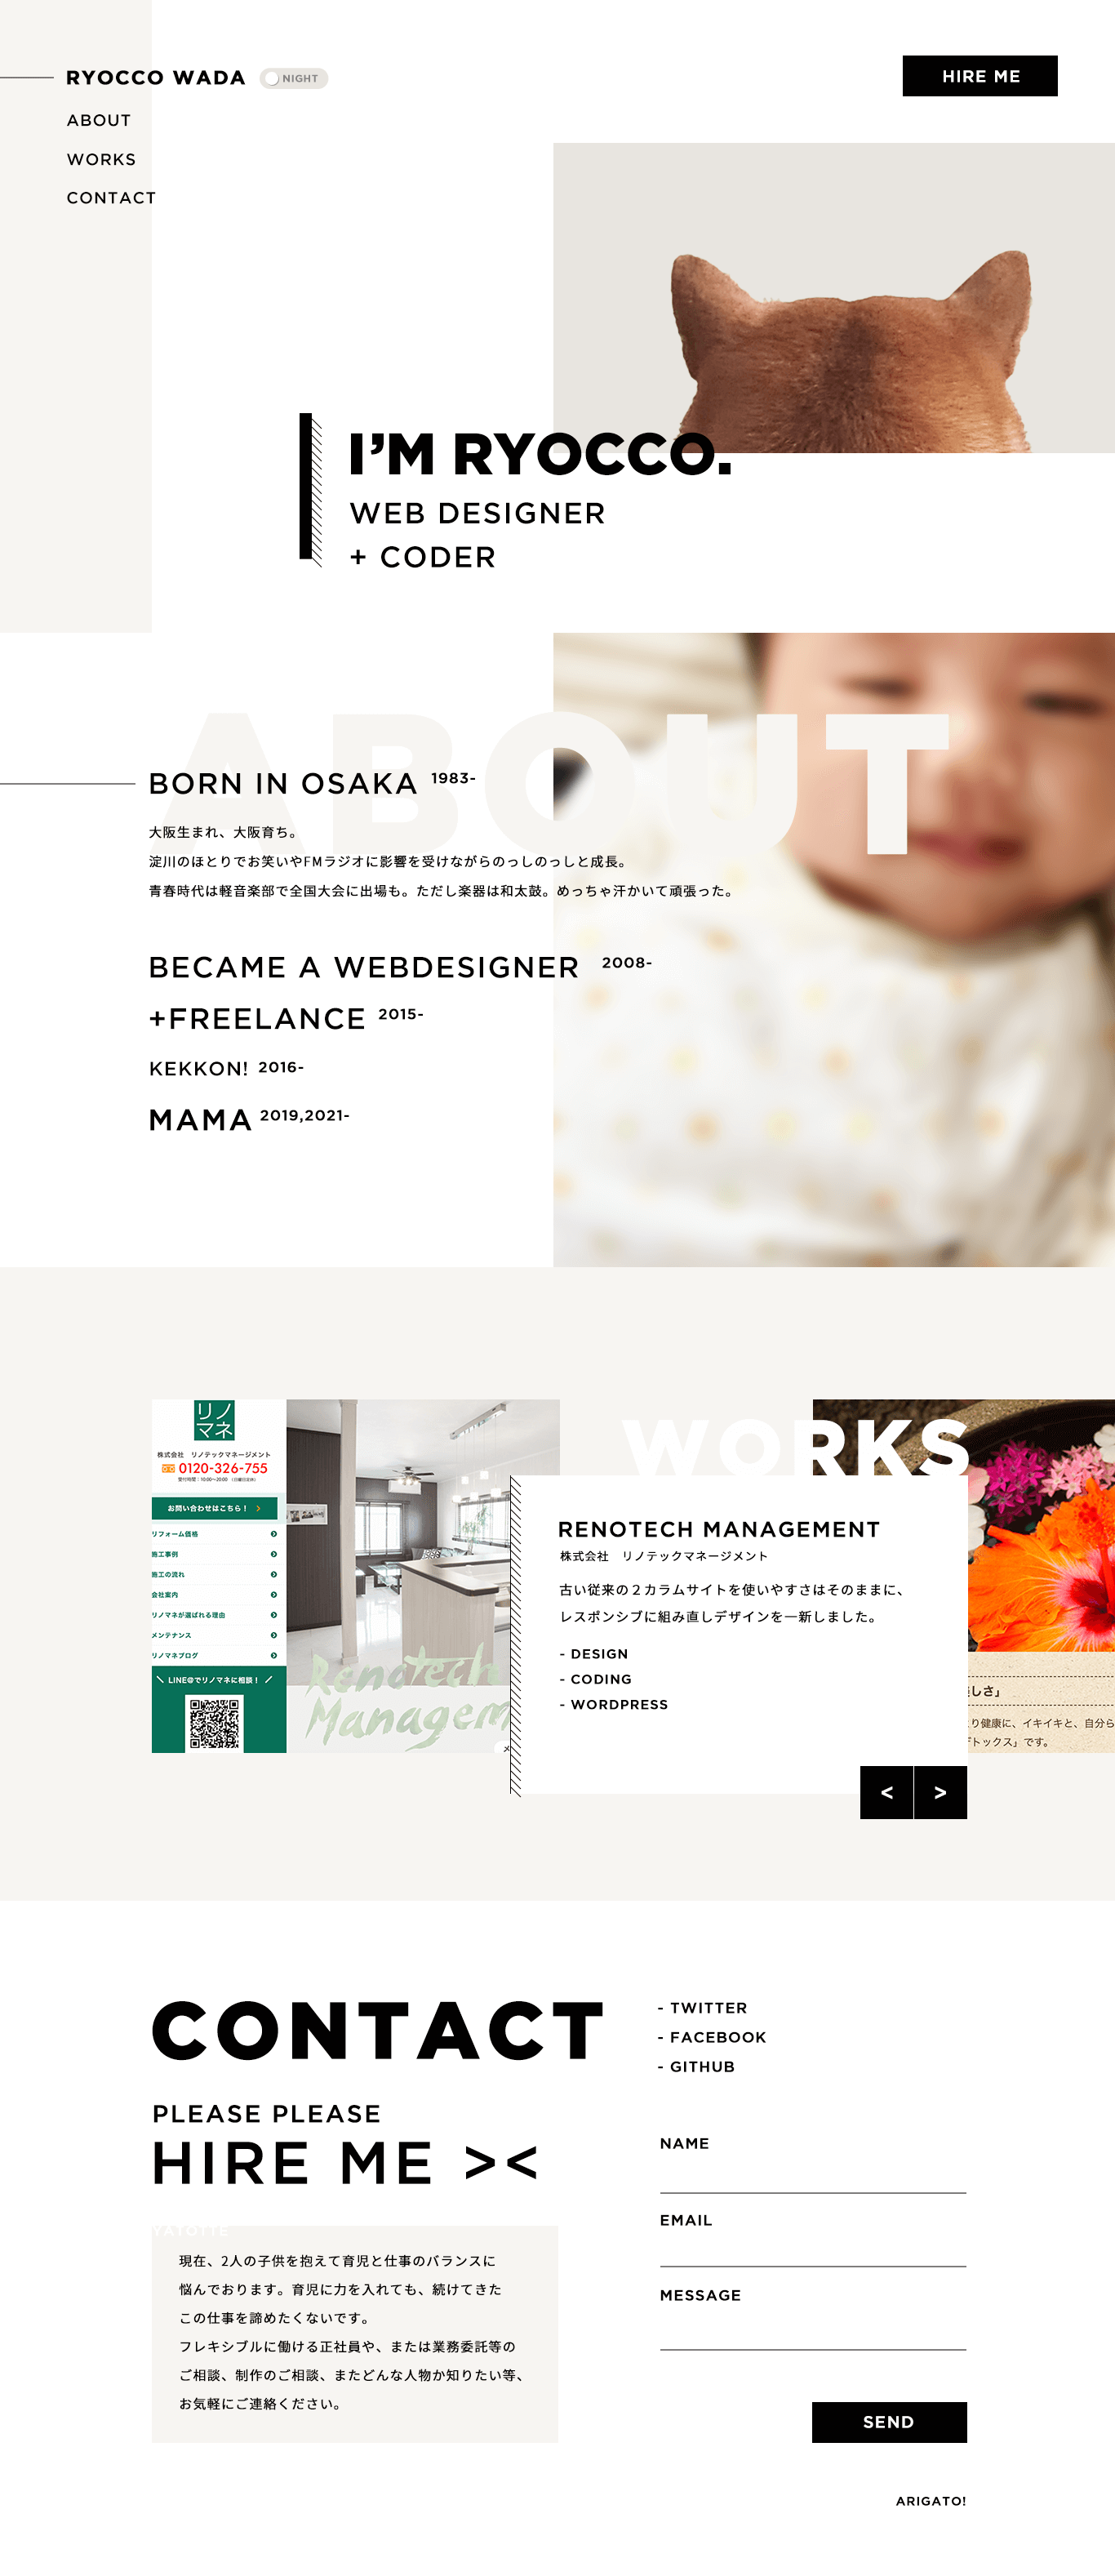 RYOCCO WADA
NIGHT
HIRE ME
ABOUT
WORKS
CONTACT
I'M RYOCCO.
WEB DESIGNER
+ CODER
ABOUT
BORN IN OSAKA 1983-
大阪生まれ、大阪育ち。
淀川のほとりでお笑いやFMラジオに影響を受けながらのっしのっしと成長。
青春時代は軽音楽部で全国大会に出場も。ただし楽器は和太鼓。めっちゃ汗かいて頑張った。
BECAME A WEBDESIGNER 2008-
+FREELANCE 2015-
KEKKON! 2016-
MAMA 2019,2021-
WORKS
リノ
マネ
株式会社 リノテックマネージメント
0120-326-755
受付時間：10:00〜20:00 （日曜日定休）
お問い合わせはこちら！
リフォーム価格
施工事例
施工の流れ
会社案内
リノマネが選ばれる理由
メンテナンス
リノマネブログ
＼ LINE@でリノマネに相談！ ／
Renotech
Managem
RENOTECH MANAGEMENT
株式会社 リノテックマネージメント
古い従来の２カラムサイトを使いやすさはそのままに、
レスポンシブに組み直しデザインを一新しました。
- DESIGN
- CODING
- WORDPRESS
< >
しさ」
り健康に、イキイキと、自分ら
トックス」です。
CONTACT
PLEASE PLEASE
HIRE ME ><
YATOTTE
現在、2人の子供を抱えて育児と仕事のバランスに
悩んでおります。育児に力を入れても、続けてきた
この仕事を諦めたくないです。
フレキシブルに働ける正社員や、または業務委託等の
ご相談、制作のご相談、またどんな人物か知りたい等、
お気軽にご連絡ください。
- TWITTER
- FACEBOOK
- GITHUB
NAME
EMAIL
MESSAGE
SEND
ARIGATO!